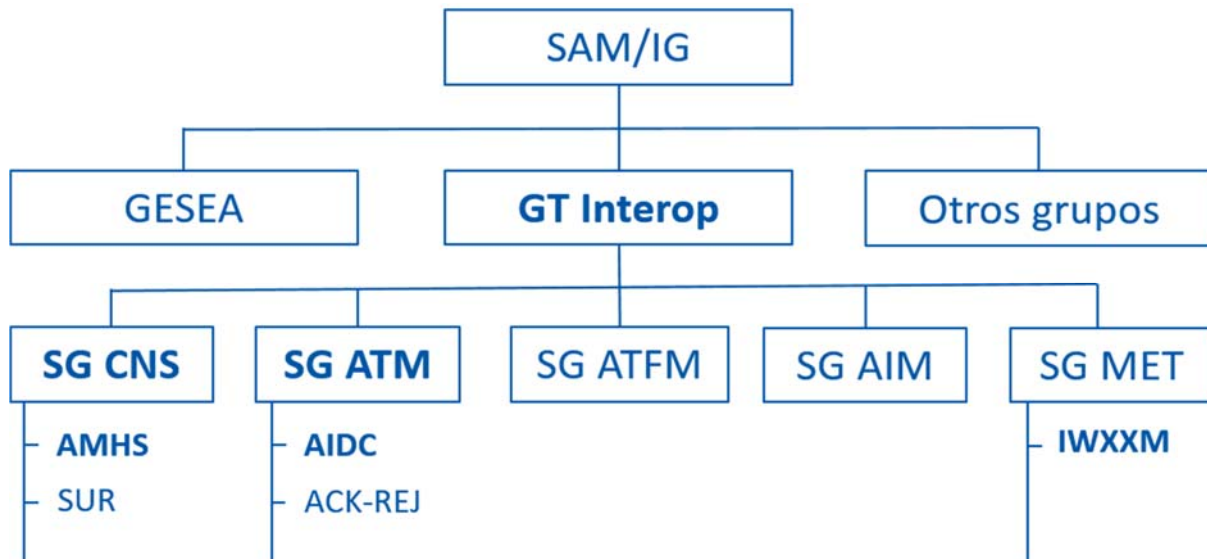 SAM/IG
GESEA
GT Interop
Otros grupos
SG CNS
SG ATM
SG ATFM
SG AIM
SG MET
AMHS
AIDC
IWXXM
SUR
ACK-REJ